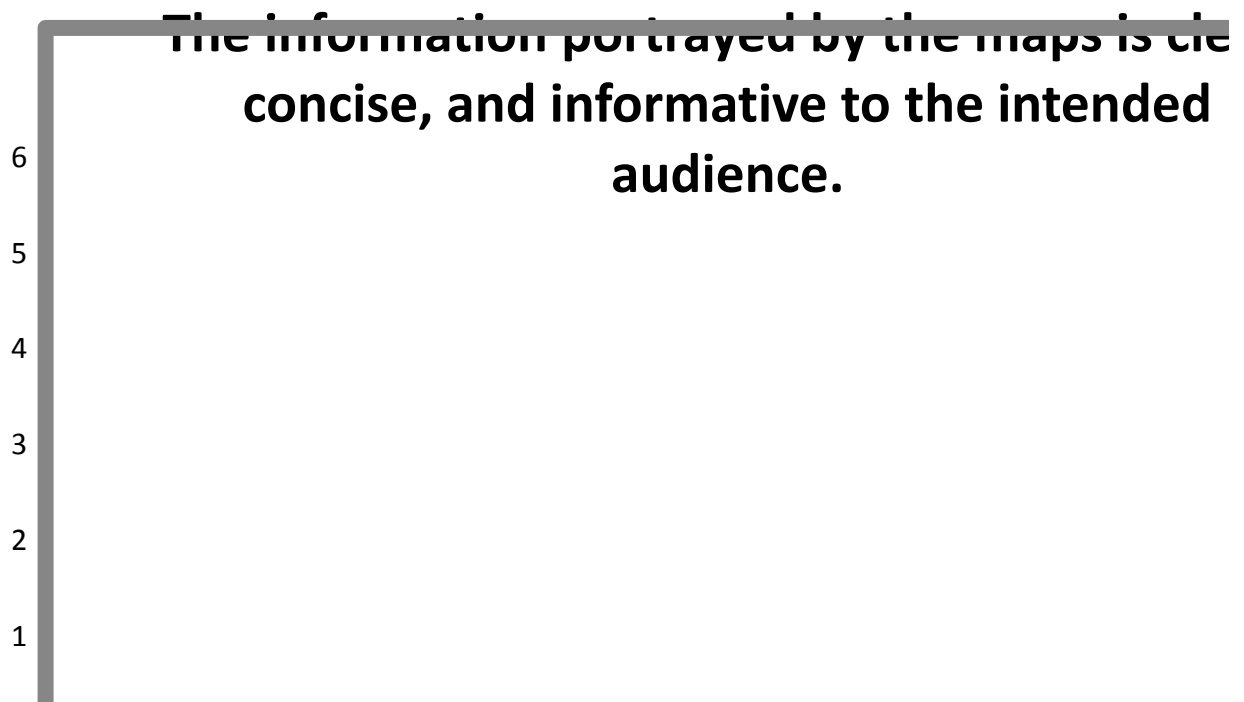 The information portrayed by the maps is cle
concise, and informative to the intended
audience.
6
5
4
3
2
1